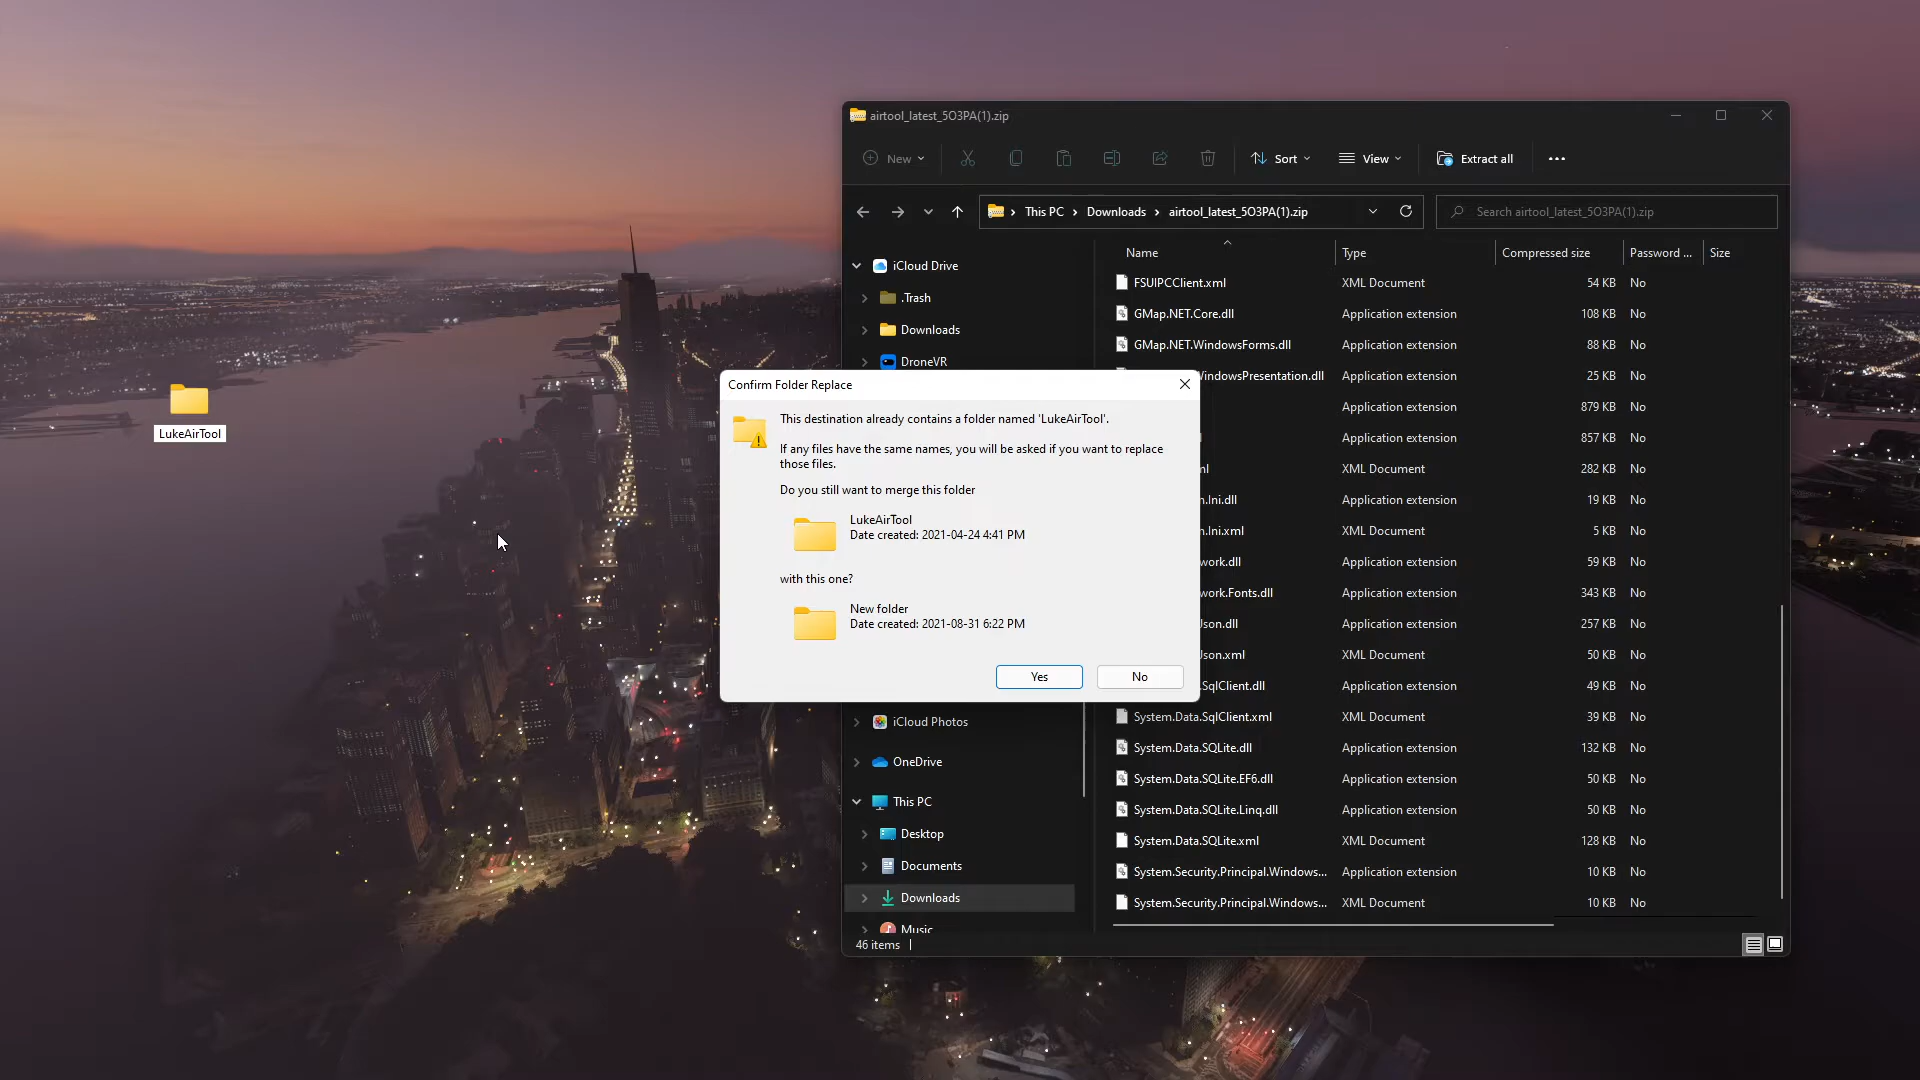 LukeAirTool
airtool_latest_5O3PA(1).zip
New
Sort
View
Extract all
This PC
Downloads
airtool_latest_5O3PA(1).zip
Search airtool_latest_5O3PA(1).zip
iCloud Drive
.Trash
Downloads
DroneVR
iCloud Photos
OneDrive
This PC
Desktop
Documents
Downloads
Music
Name Type Compressed size Password ... Size
FSUIPCClient.xml XML Document 54 KB No
GMap.NET.Core.dll Application extension 108 KB No
GMap.NET.WindowsForms.dll Application extension 88 KB No
WindowsPresentation.dll Application extension 25 KB No
Application extension 879 KB No
Application extension 857 KB No
XML Document 282 KB No
n.Ini.dll Application extension 19 KB No
n.Ini.xml XML Document 5 KB No
work.dll Application extension 59 KB No
work.Fonts.dll Application extension 343 KB No
Json.dll Application extension 257 KB No
Json.xml XML Document 50 KB No
.SqlClient.dll Application extension 49 KB No
System.Data.SqlClient.xml XML Document 39 KB No
System.Data.SQLite.dll Application extension 132 KB No
System.Data.SQLite.EF6.dll Application extension 50 KB No
System.Data.SQLite.Linq.dll Application extension 50 KB No
System.Data.SQLite.xml XML Document 128 KB No
System.Security.Principal.Windows... Application extension 10 KB No
System.Security.Principal.Windows... XML Document 10 KB No
46 items
Confirm Folder Replace
This destination already contains a folder named 'LukeAirTool'.
If any files have the same names, you will be asked if you want to replace
those files.
Do you still want to merge this folder
LukeAirTool
Date created: 2021-04-24 4:41 PM
with this one?
New folder
Date created: 2021-08-31 6:22 PM
Yes
No